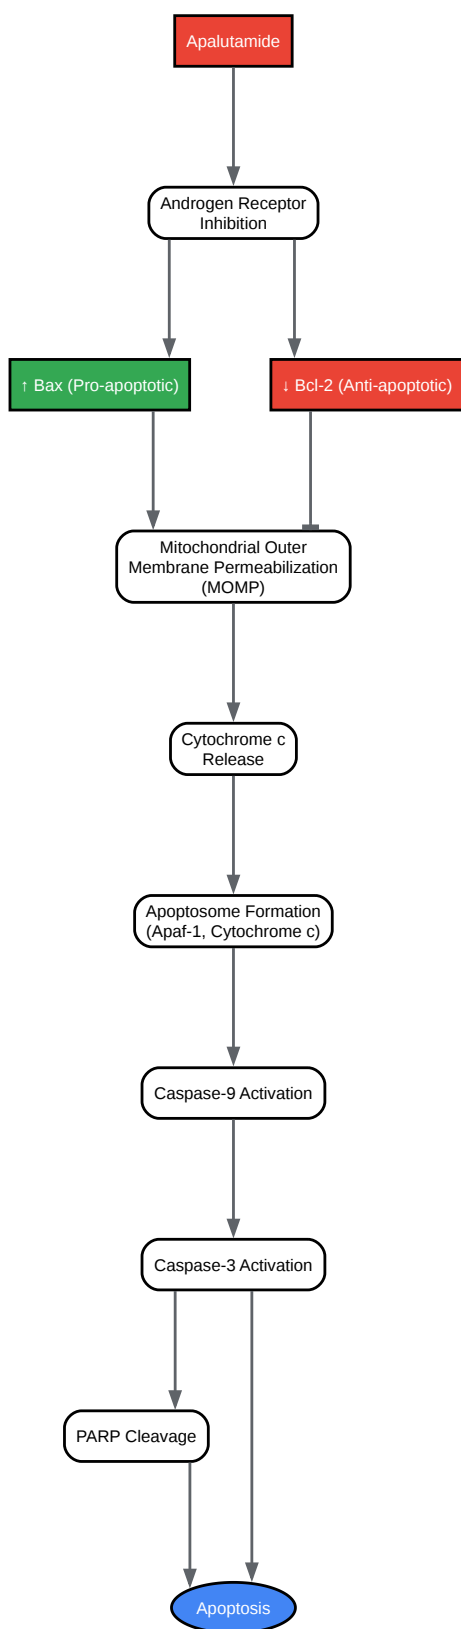 Apalutamide
Androgen Receptor
Inhibition
↑ Bax (Pro-apoptotic)
↓ Bcl-2 (Anti-apoptotic)
Mitochondrial Outer
Membrane Permeabilization
(MOMP)
Cytochrome c
Release
Apoptosome Formation
(Apaf-1, Cytochrome c)
Caspase-9 Activation
Caspase-3 Activation
PARP Cleavage
Apoptosis